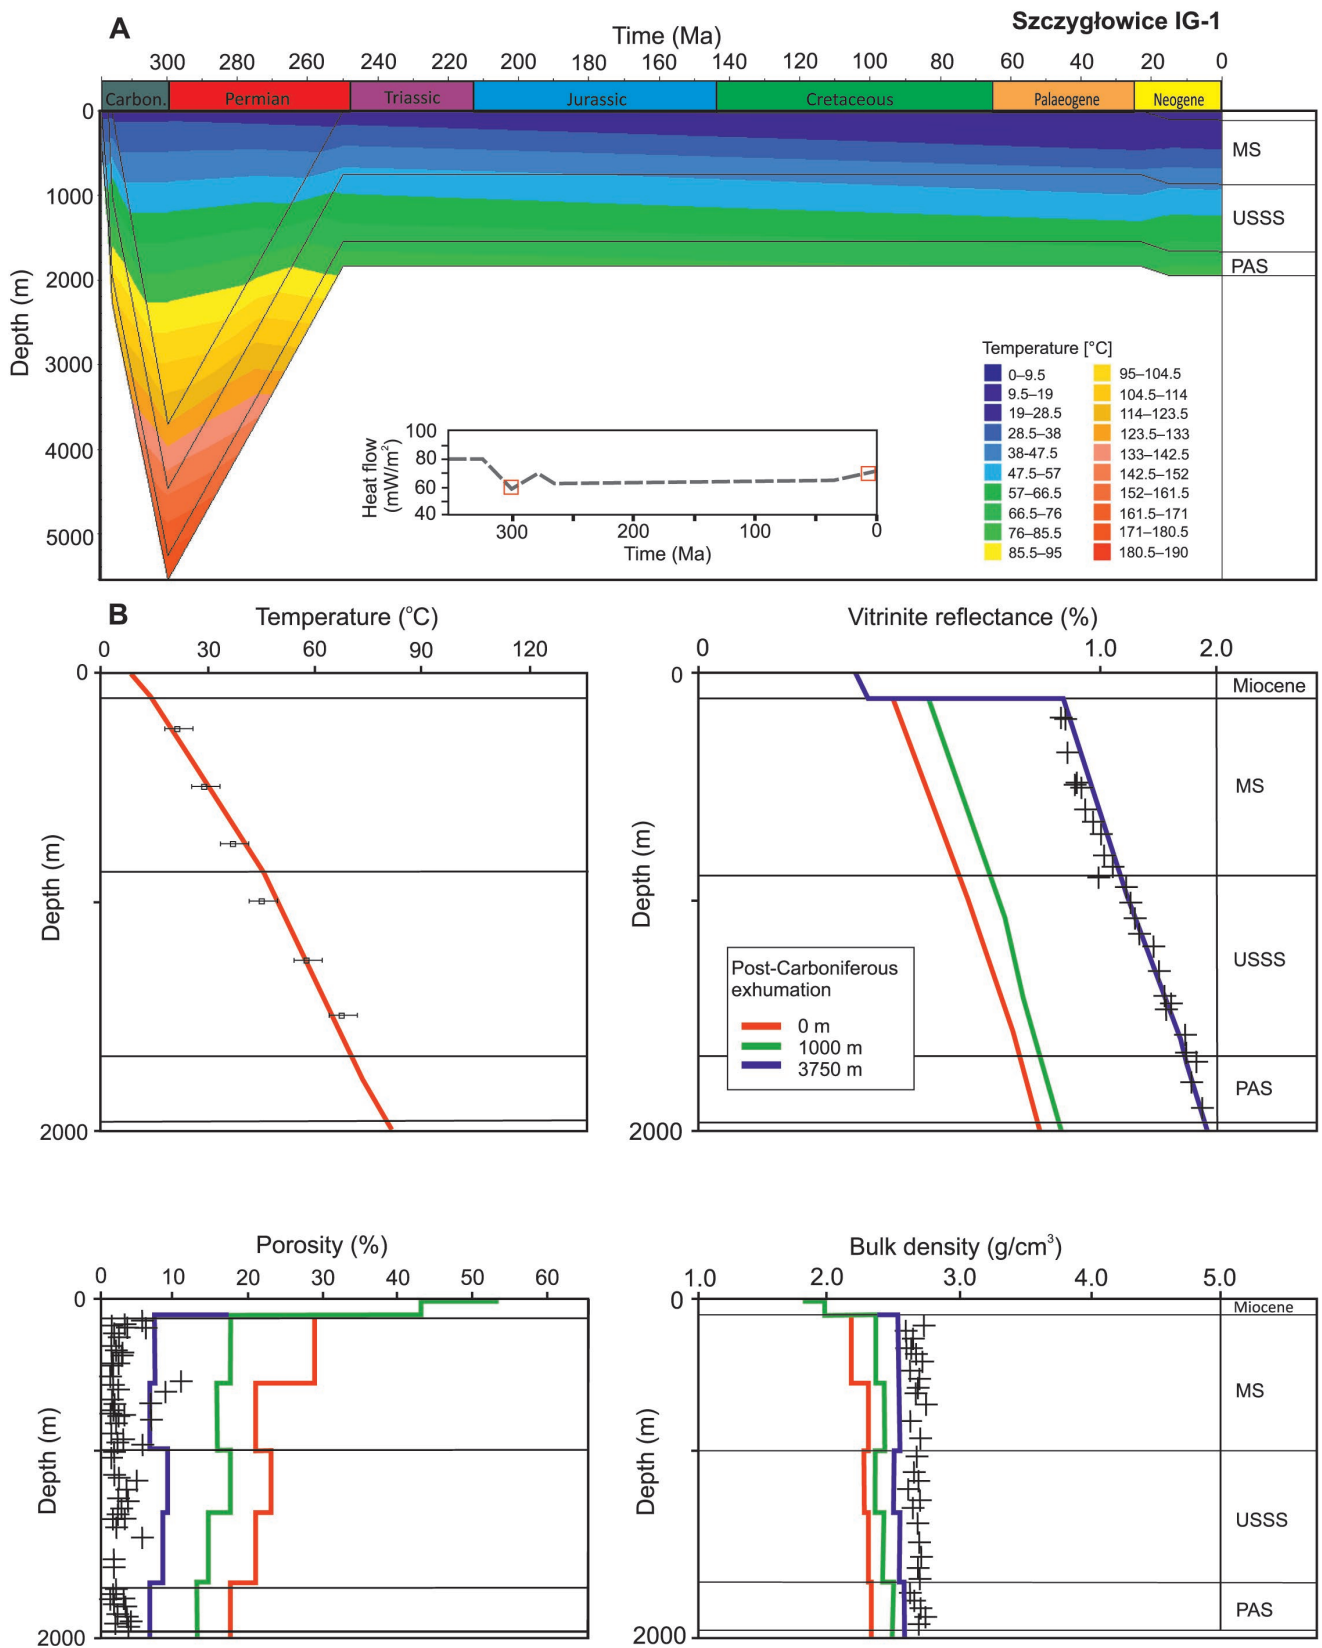 A
Szczygłowice IG-1
Time (Ma)
300 280 260 240 220 200 180 160 140 120 100 80 60 40 20 0
Carbon. Permian Triassic Jurassic Cretaceous Palaeogene Neogene
0
1000
2000
3000
4000
5000
Depth (m)
MS
USSS
PAS
Temperature [°C]
0–9.5
9.5–19
19–28.5
28.5–38
38-47.5
47.5–57
57–66.5
66.5–76
76–85.5
85.5–95
95–104.5
104.5–114
114–123.5
123.5–133
133–142.5
142.5–152
152–161.5
161.5–171
171–180.5
180.5–190
Heat flow
(mW/m²)
100
80
60
40
300 200 100 0
Time (Ma)
B
Temperature (°C)
0 30 60 90 120
0
2000
Depth (m)
Vitrinite reflectance (%)
0 1.0 2.0
0
2000
Depth (m)
Miocene
MS
USSS
PAS
Post-Carboniferous
exhumation
0 m
1000 m
3750 m
Porosity (%)
0 10 20 30 40 50 60
0
2000
Depth (m)
Bulk density (g/cm³)
1.0 2.0 3.0 4.0 5.0
0
2000
Depth (m)
Miocene
MS
USSS
PAS